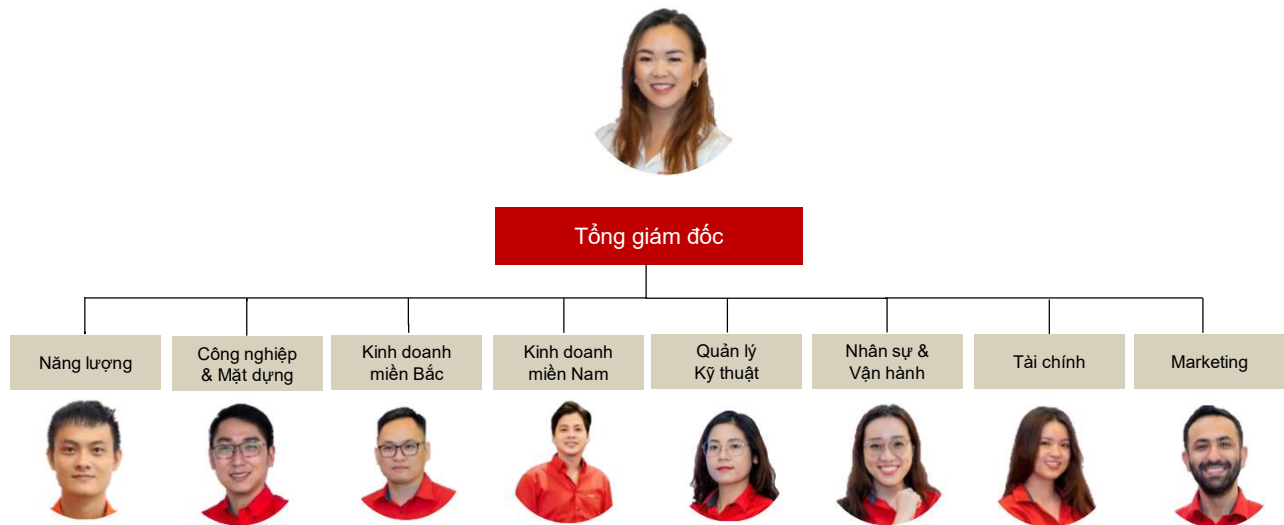 Tổng giám đốc
Năng lượng
Công nghiệp
& Mặt dựng
Kinh doanh
miền Bắc
Kinh doanh
miền Nam
Quản lý
Kỹ thuật
Nhân sự &
Vận hành
Tài chính
Marketing